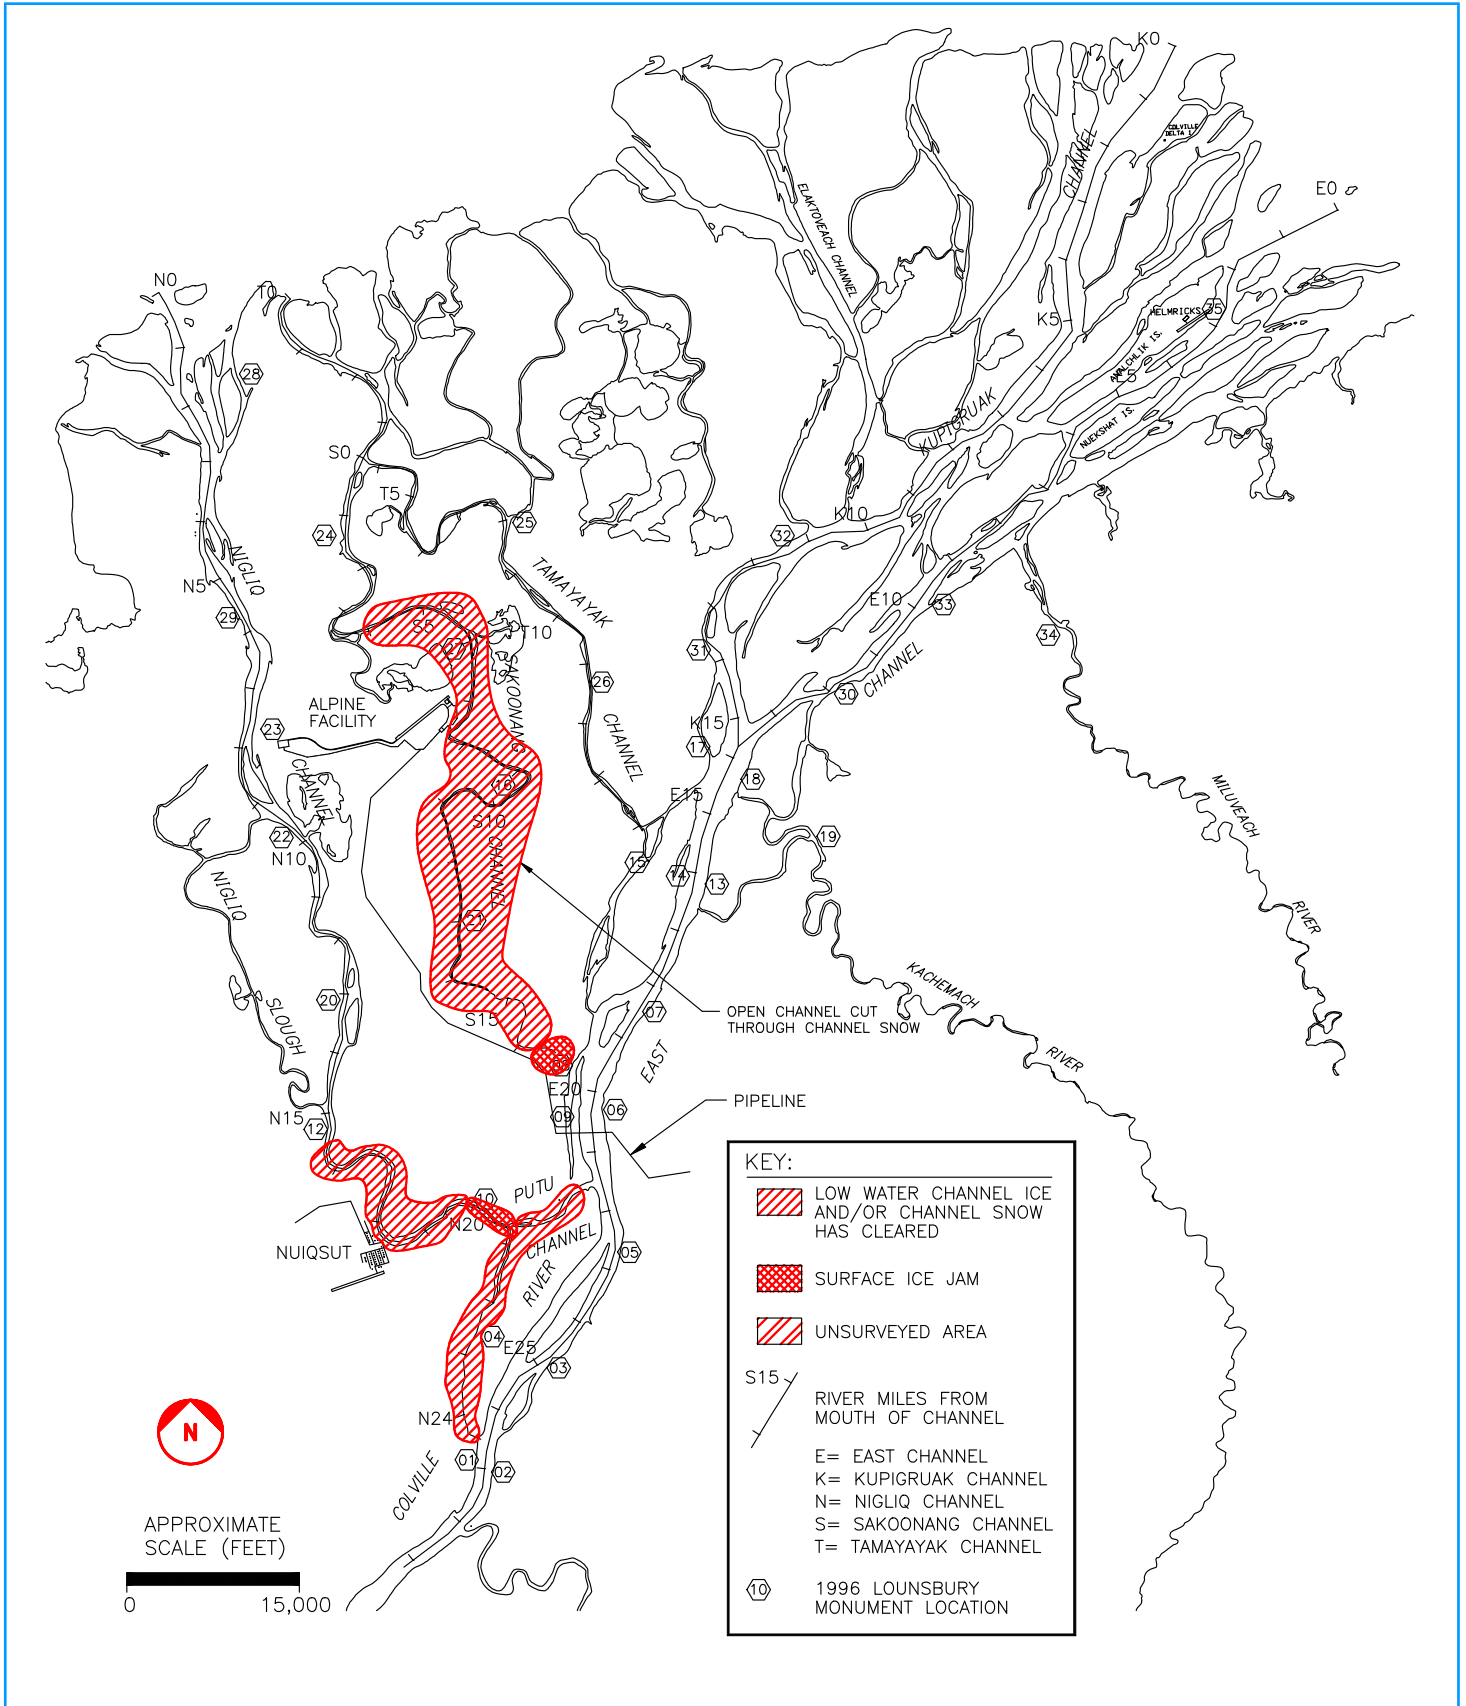 K0
COLVILLE
DELTA 1
CHANNEL
E0
ELAKTOVEACH CHANNEL
N0
T0
HELMRICKS
35
K5
ANACHLIK IS.
E5
28
KUPIGRUAK
NUEKSHAT IS.
S0
T5
24
25
K10
32
NIGLIQ
N5
TAMAYAYAK
29
E10
33
S5
T10
34
27
31
SAKOONANG
26
CHANNEL
30
ALPINE
FACILITY
23
CHANNEL
K15
17
CHANNEL
16
18
E15
MILUVEACH
S10
22
N10
CHANNEL
19
15
14
13
NIGLIQ
21
RIVER
KACHEMACH
20
SLOUGH
S15
07
OPEN CHANNEL CUT
THROUGH CHANNEL SNOW
EAST
RIVER
E20
PIPELINE
N15
12
09
06
KEY:
PUTU
10
N20
CHANNEL
NUIQSUT
05
RIVER
LOW WATER CHANNEL ICE
AND/OR CHANNEL SNOW
HAS CLEARED
SURFACE ICE JAM
UNSURVEYED AREA
04
E25
03
S15
RIVER MILES FROM
MOUTH OF CHANNEL
N24
N
01
02
COLVILLE
E= EAST CHANNEL
K= KUPIGRUAK CHANNEL
N= NIGLIQ CHANNEL
S= SAKOONANG CHANNEL
T= TAMAYAYAK CHANNEL
APPROXIMATE
SCALE (FEET)
0 15,000
10
1996 LOUNSBURY
MONUMENT LOCATION